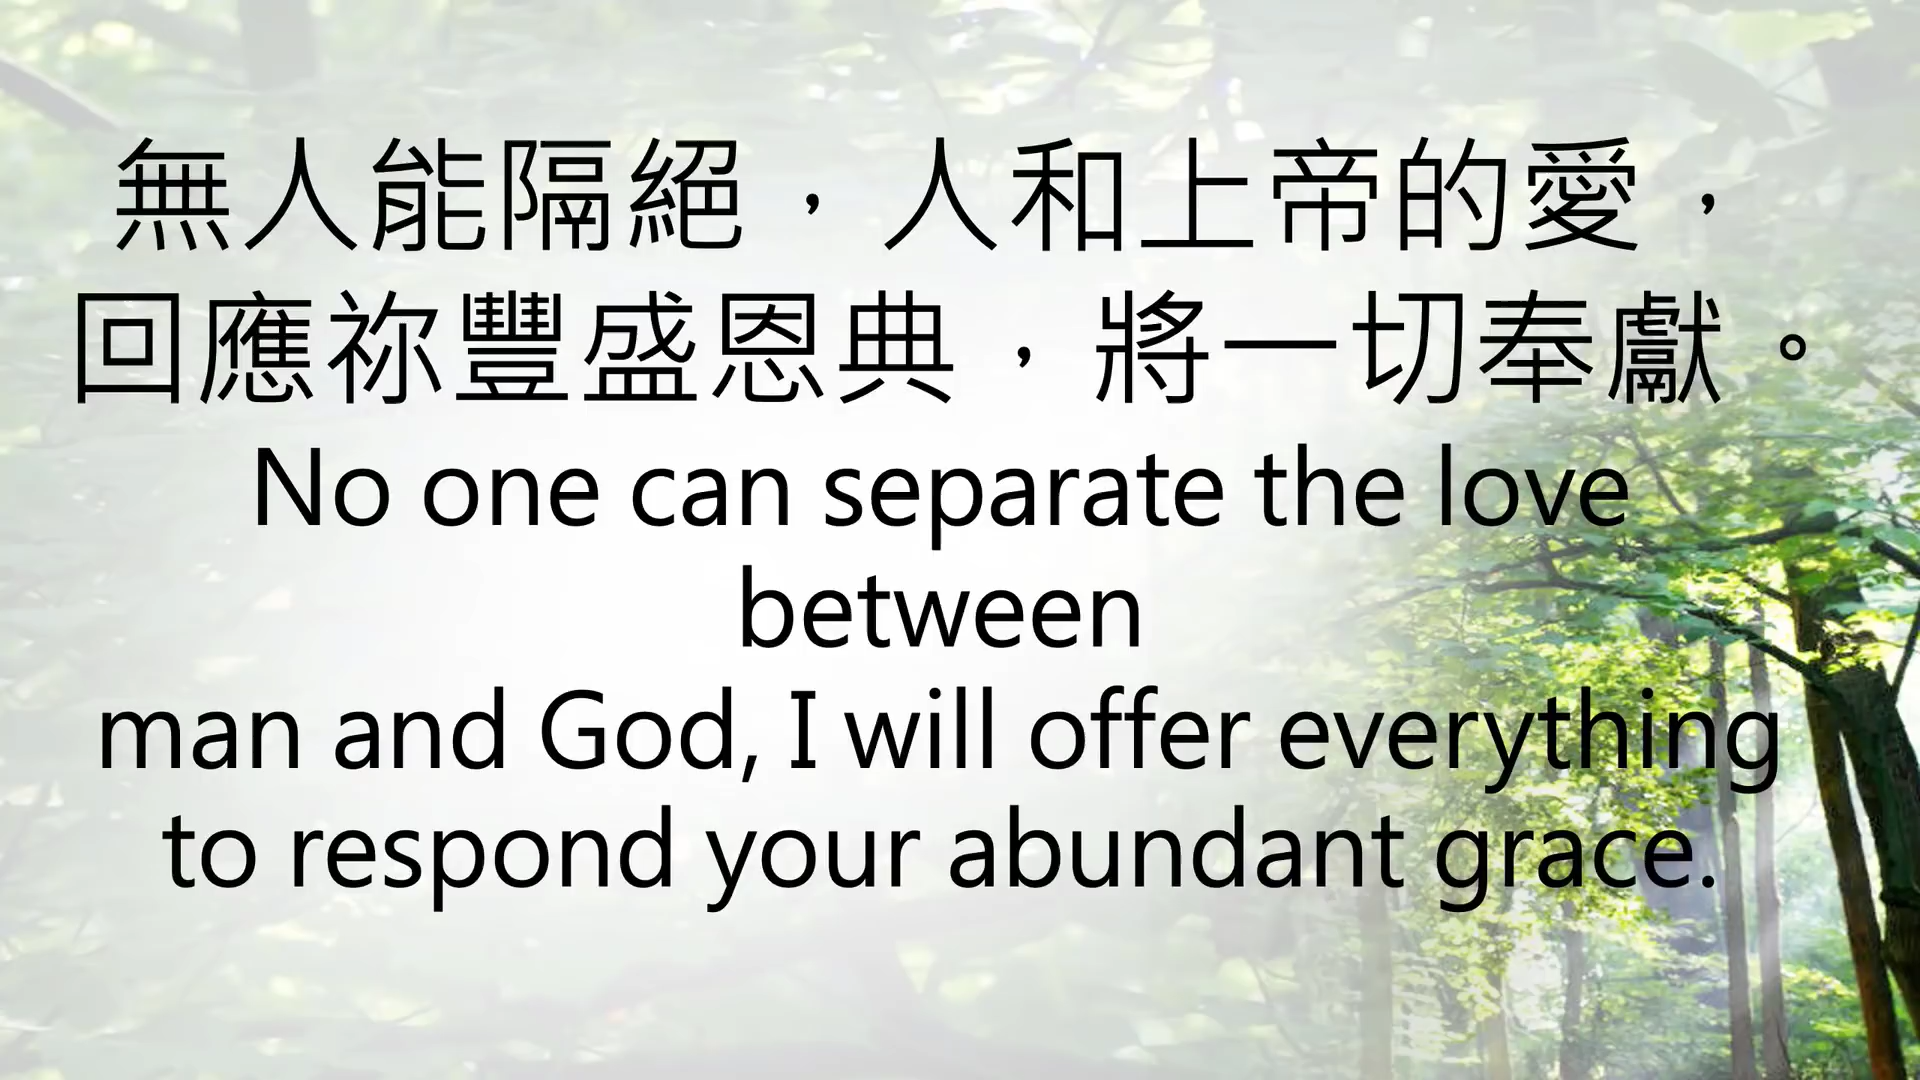 無人能隔絕，人和上帝的愛，
回應祢豐盛恩典，將一切奉獻。
No one can separate the love
between
man and God, I will offer everything
to respond your abundant grace.